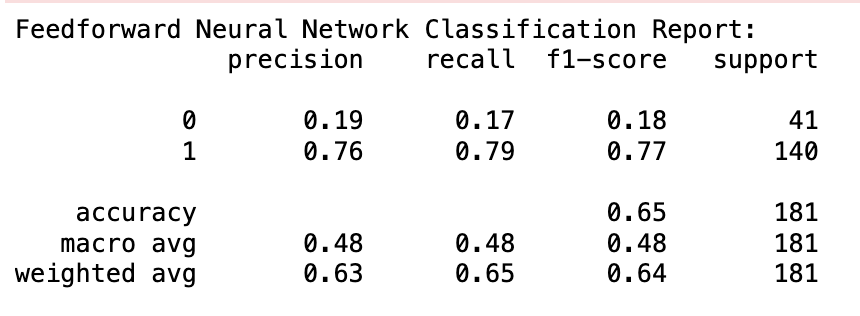 Feedforward Neural Network Classification Report:
precision recall f1-score support
0 0.19 0.17 0.18 41
1 0.76 0.79 0.77 140
accuracy 0.65 181
macro avg 0.48 0.48 0.48 181
weighted avg 0.63 0.65 0.64 181